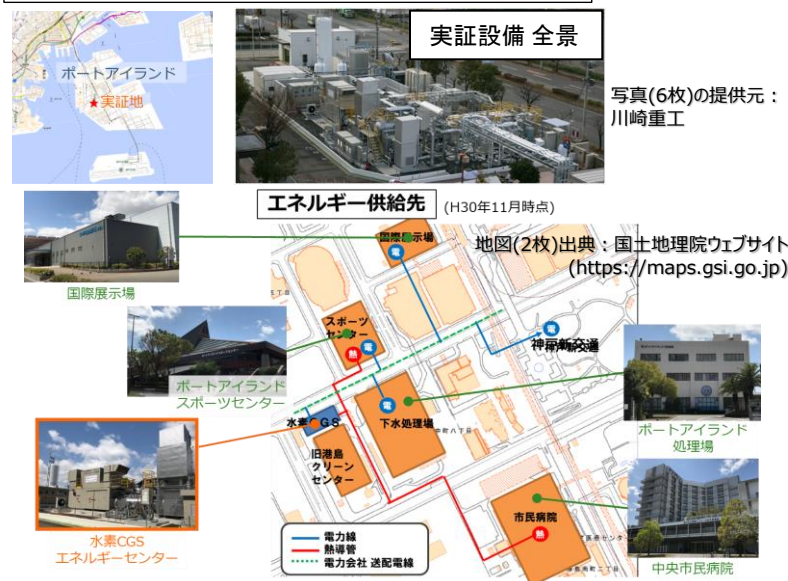 実証設備 全景
ポートアイランド
★実証地
写真(6枚)の提供元：
川崎重工
エネルギー供給先
(H30年11月時点)
国際展示場
電
地図(2枚)出典：国土地理院ウェブサイト
(https://maps.gsi.go.jp)
国際展示場
スポーツ
センター
熱
電
電
神戸新交通
ポートアイランド
スポーツセンター
水素CGS
電
下水処理場
中町八丁目
ポートアイランド
処理場
旧港島
クリーン
センター
市民病院
熱
電力線
熱導管
電力会社 送配電線
水素CGS
エネルギーセンター
中央市民病院